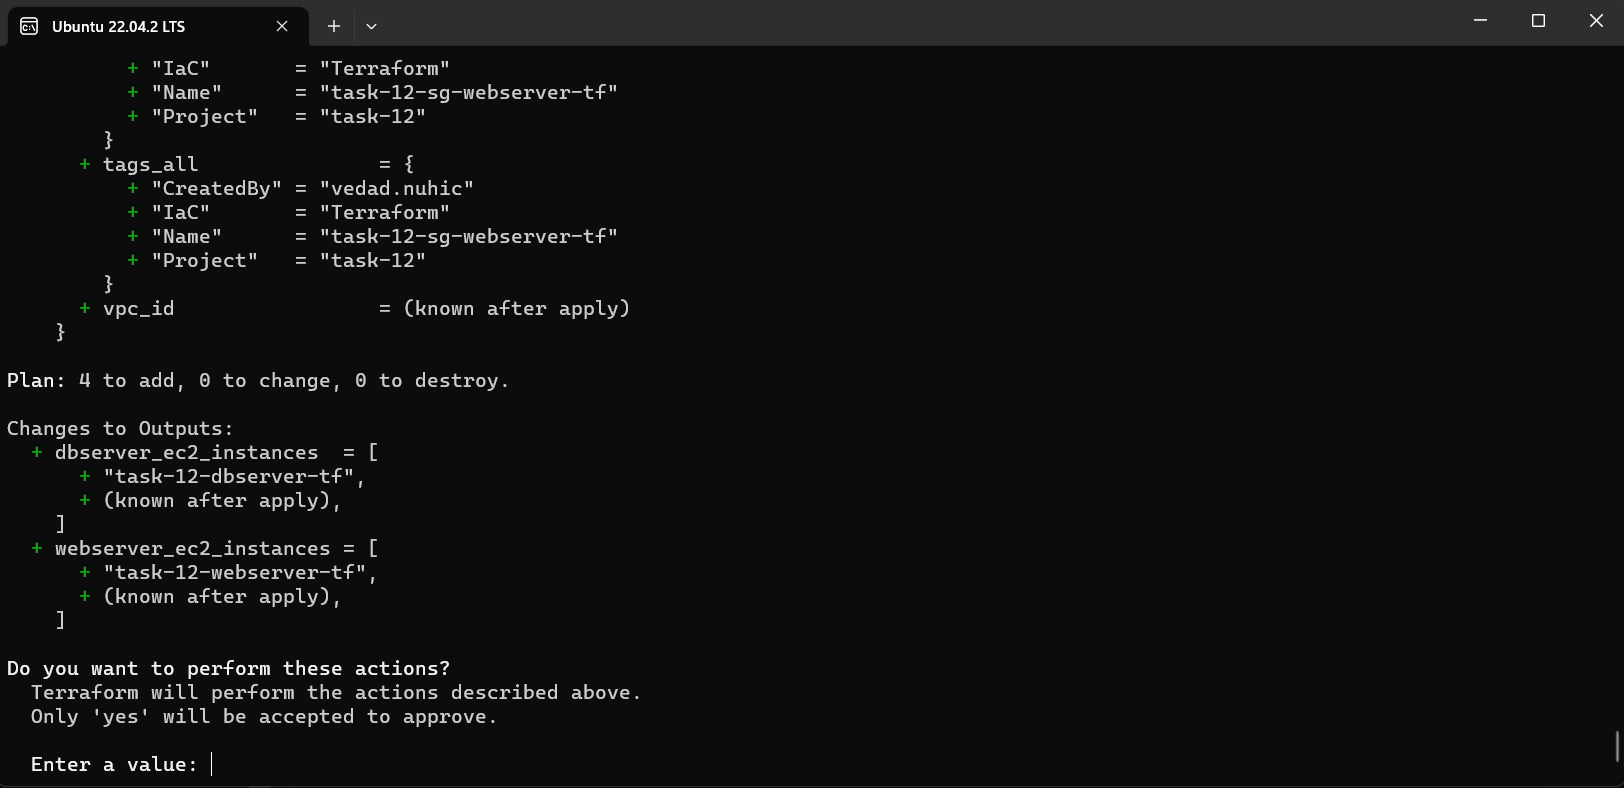 Ubuntu 22.04.2 LTS
+ "IaC"       = "Terraform"
+ "Name"      = "task-12-sg-webserver-tf"
+ "Project"   = "task-12"
}
+ tags_all               = {
+ "CreatedBy" = "vedad.nuhic"
+ "IaC"       = "Terraform"
+ "Name"      = "task-12-sg-webserver-tf"
+ "Project"   = "task-12"
}
+ vpc_id                 = (known after apply)
}
Plan: 4 to add, 0 to change, 0 to destroy.
Changes to Outputs:
+ dbserver_ec2_instances  = [
+ "task-12-dbserver-tf",
+ (known after apply),
]
+ webserver_ec2_instances = [
+ "task-12-webserver-tf",
+ (known after apply),
]
Do you want to perform these actions?
Terraform will perform the actions described above.
Only 'yes' will be accepted to approve.
Enter a value: